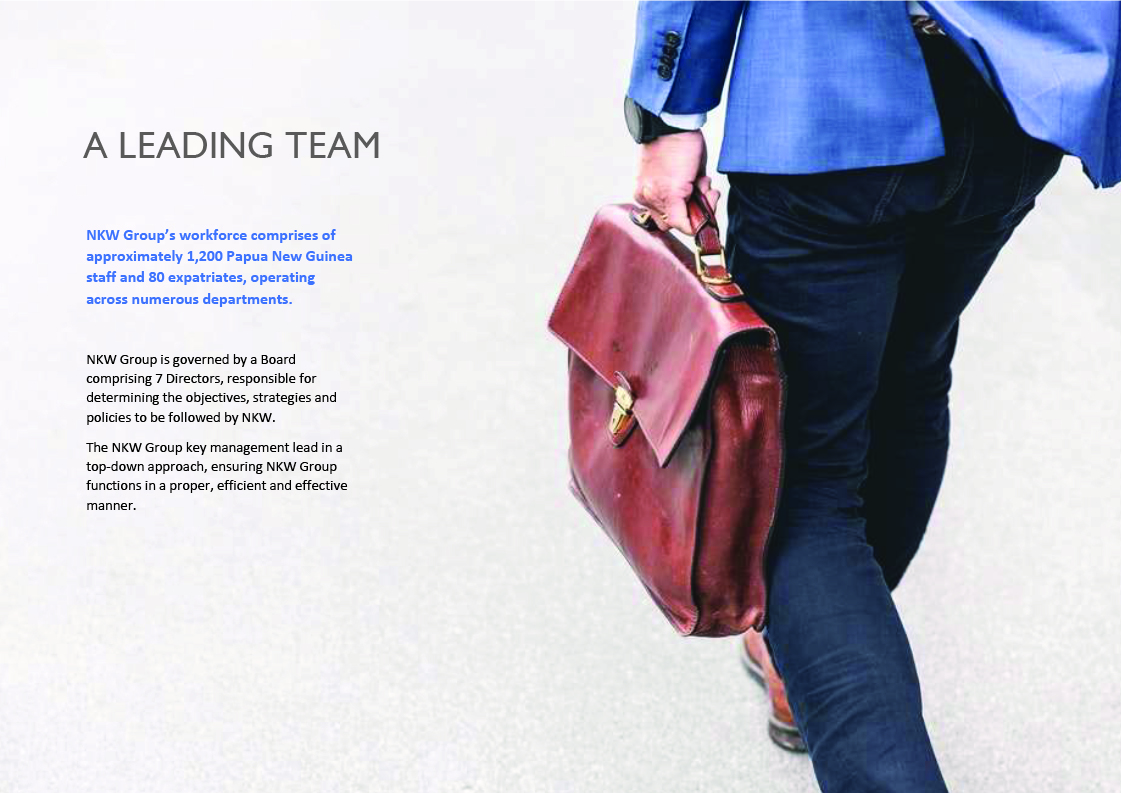 A LEADING TEAM
NKW Group’s workforce comprises of
approximately 1,200 Papua New Guinea
staff and 80 expatriates, operating
across numerous departments.
NKW Group is governed by a Board
comprising 7 Directors, responsible for
determining the objectives, strategies and
policies to be followed by NKW.
The NKW Group key management lead in a
top-down approach, ensuring NKW Group
functions in a proper, efficient and effective
manner.